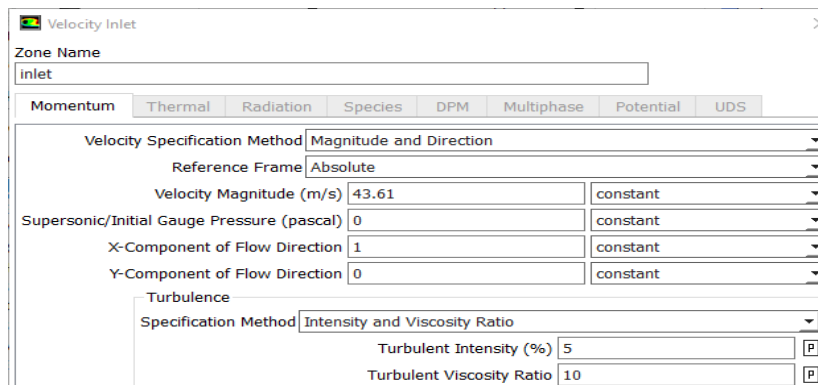 Velocity Inlet
Zone Name
inlet
Momentum Thermal Radiation Species DPM Multiphase Potential UDS
Velocity Specification Method Magnitude and Direction
Reference Frame Absolute
Velocity Magnitude (m/s) 43.61 constant
Supersonic/Initial Gauge Pressure (pascal) 0 constant
X-Component of Flow Direction 1 constant
Y-Component of Flow Direction 0 constant
Turbulence
Specification Method Intensity and Viscosity Ratio
Turbulent Intensity (%) 5 P
Turbulent Viscosity Ratio 10 P